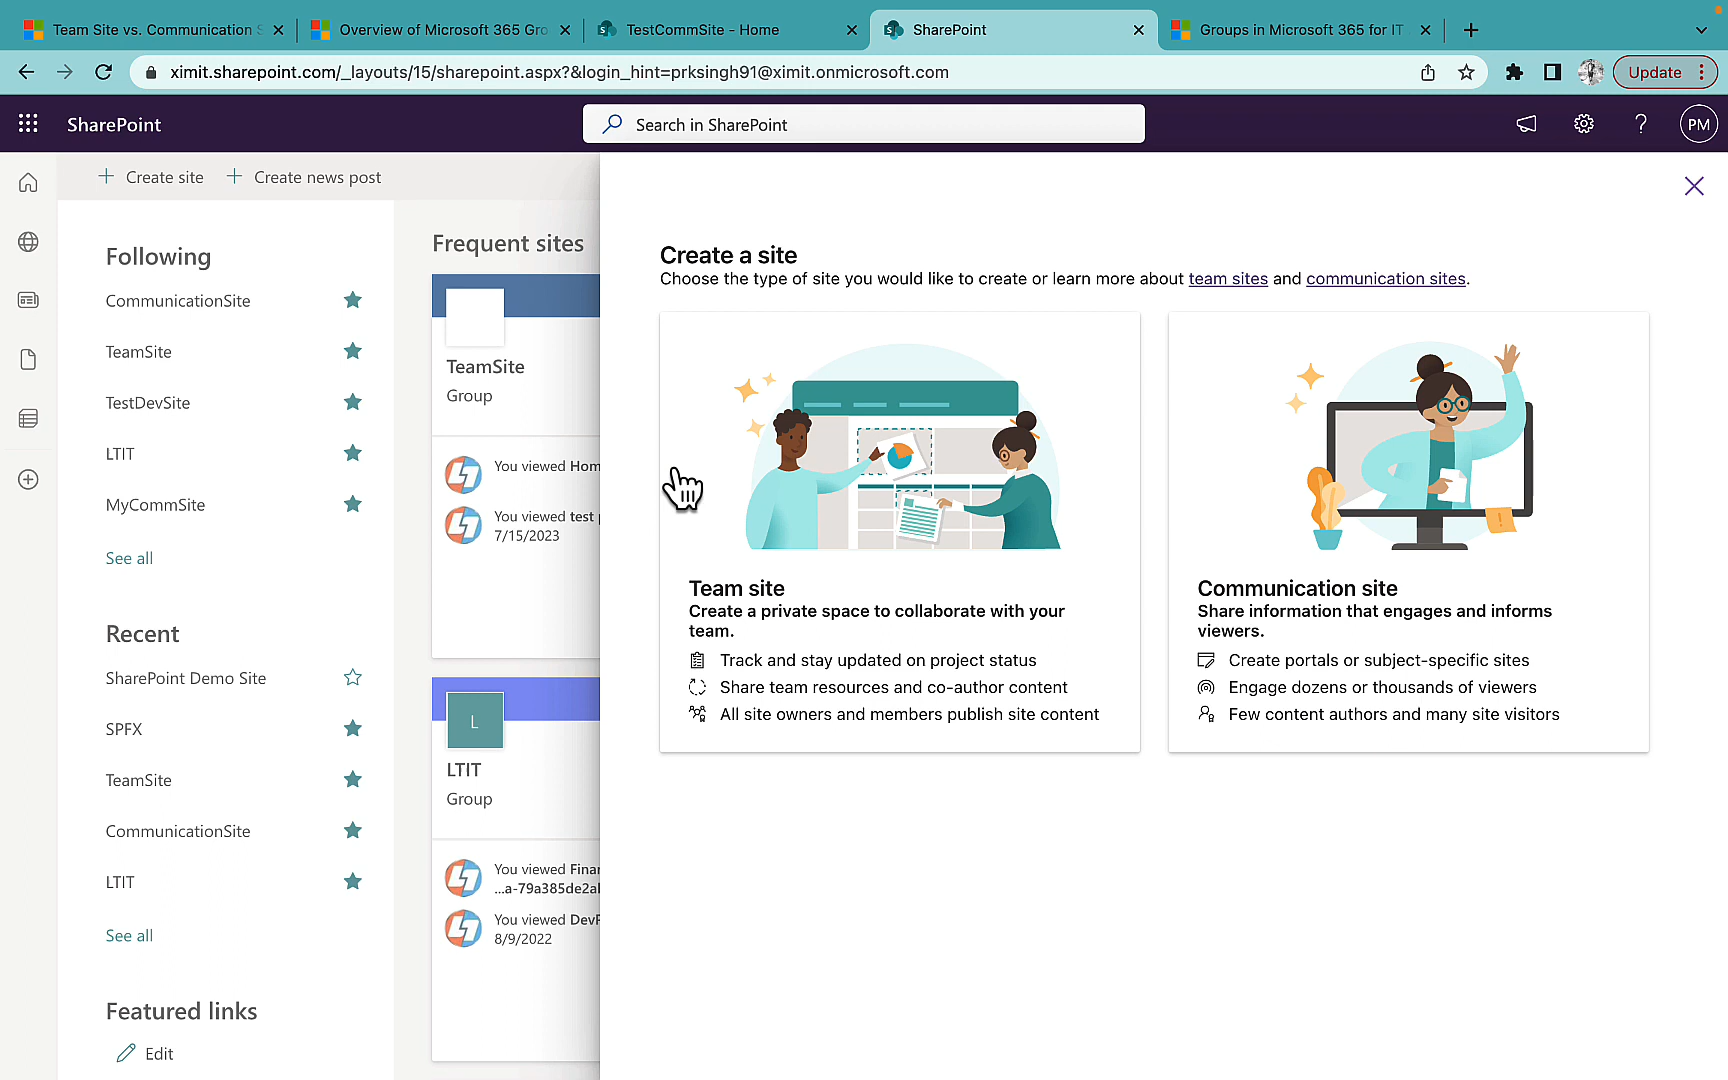 Team Site vs. Communication S
Overview of Microsoft 365 Gro
TestCommSite - Home
SharePoint
Groups in Microsoft 365 for IT
ximit.sharepoint.com/_layouts/15/sharepoint.aspx?&login_hint=prksingh91@ximit.onmicrosoft.com
Update
SharePoint
Search in SharePoint
PM
Create site
Create news post
Following
CommunicationSite
TeamSite
TestDevSite
LTIT
MyCommSite
See all
Recent
SharePoint Demo Site
SPFX
TeamSite
CommunicationSite
LTIT
See all
Featured links
Edit
Frequent sites
TeamSite
Group
You viewed Hom
You viewed test p
7/15/2023
L
LTIT
Group
You viewed Finan
...a-79a385de2al
You viewed DevP
8/9/2022
Create a site
Choose the type of site you would like to create or learn more about team sites and communication sites.
Team site
Create a private space to collaborate with your
team.
Track and stay updated on project status
Share team resources and co-author content
All site owners and members publish site content
Communication site
Share information that engages and informs
viewers.
Create portals or subject-specific sites
Engage dozens or thousands of viewers
Few content authors and many site visitors